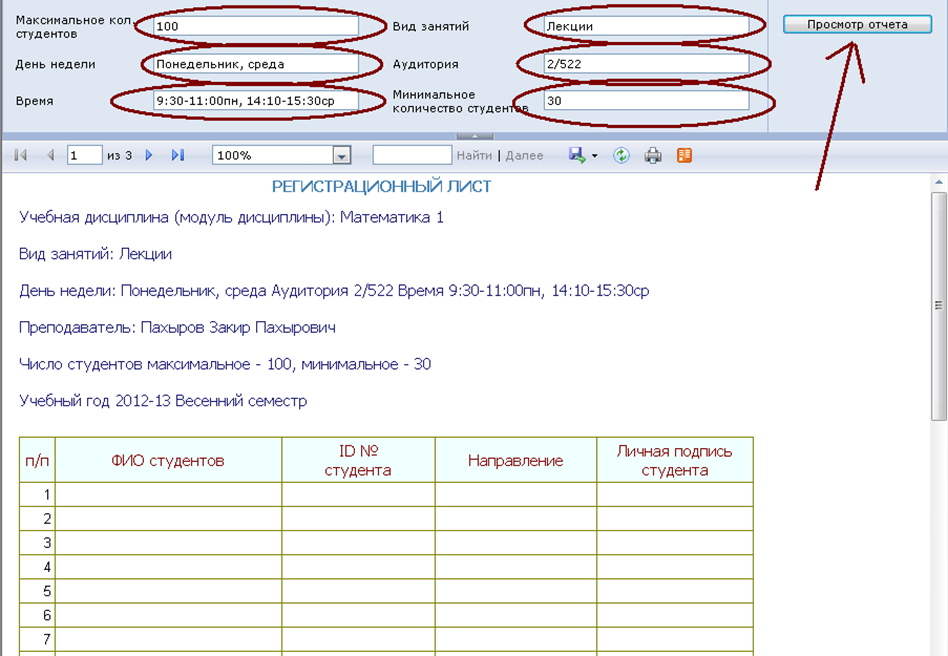 Максимальное кол. студентов 100 Вид занятий Лекции Просмотр отчета
День недели Понедельник, среда Аудитория 2/522
Время 9:30-11:00пн, 14:10-15:30ср Минимальное количество студентов 30
1 из 3 100% Найти | Далее
РЕГИСТРАЦИОННЫЙ ЛИСТ
Учебная дисциплина (модуль дисциплины): Математика 1
Вид занятий: Лекции
День недели: Понедельник, среда Аудитория 2/522 Время 9:30-11:00пн, 14:10-15:30ср
Преподаватель: Пахыров Закир Пахырович
Число студентов максимальное - 100, минимальное - 30
Учебный год 2012-13 Весенний семестр
п/п ФИО студентов ID № студента Направление Личная подпись студента
1
2
3
4
5
6
7